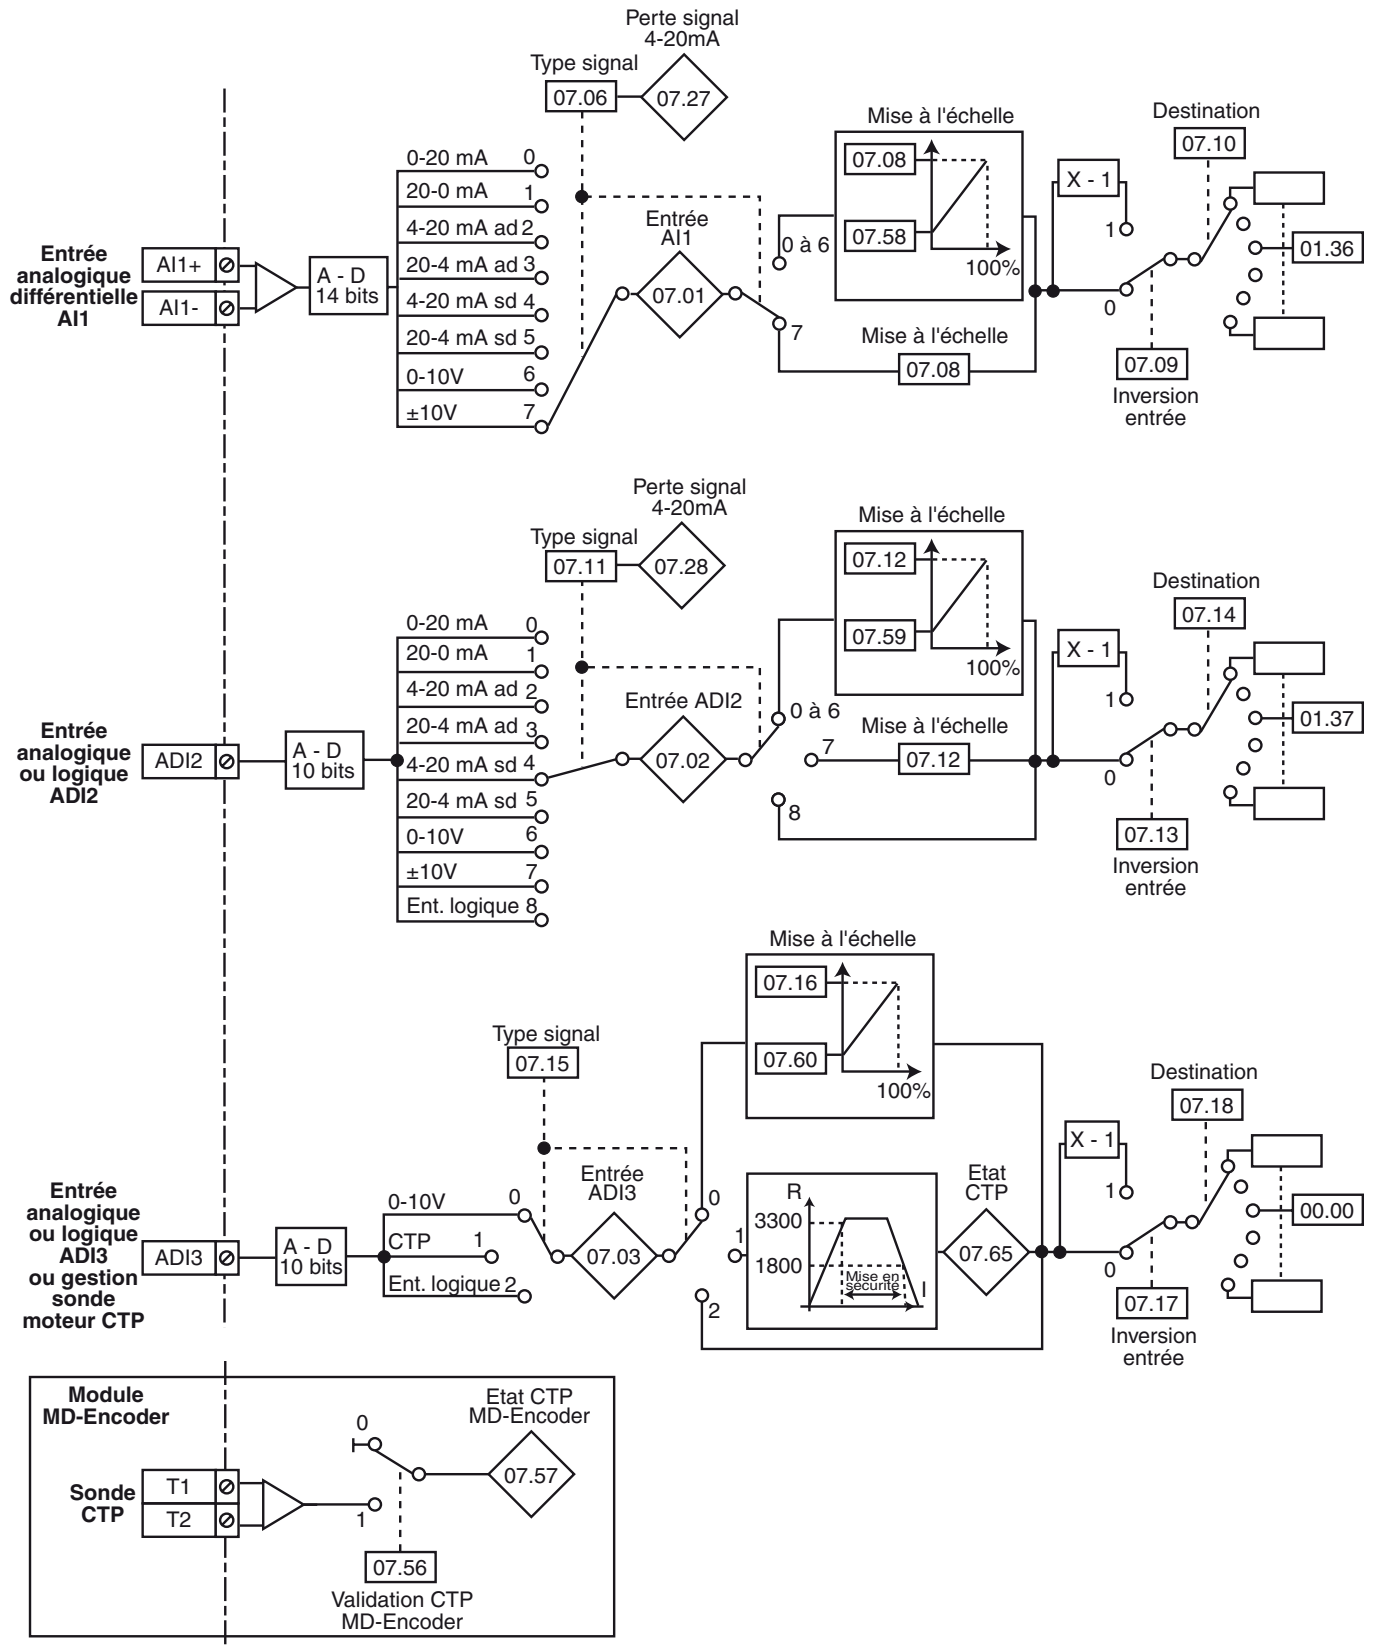 Perte signal
4-20mA
Type signal
07.06
07.27
Mise à l'échelle
Destination
07.10
07.08
07.58
100%
X - 1
1
0
01.36
0-20 mA 0
20-0 mA 1
4-20 mA ad 2
20-4 mA ad 3
4-20 mA sd 4
20-4 mA sd 5
0-10V 6
±10V 7
Entrée
analogique
différentielle
AI1
AI1+
AI1-
A - D
14 bits
Entrée
AI1
07.01
0 à 6
7
Mise à l'échelle
07.08
07.09
Inversion
entrée
Perte signal
4-20mA
Type signal
07.11
07.28
Mise à l'échelle
Destination
07.14
07.12
07.59
100%
X - 1
1
0
01.37
0-20 mA 0
20-0 mA 1
4-20 mA ad 2
20-4 mA ad 3
4-20 mA sd 4
20-4 mA sd 5
0-10V 6
±10V 7
Ent. logique 8
Entrée
analogique
ou logique
ADI2
ADI2
A - D
10 bits
Entrée ADI2
07.02
0 à 6
7
8
Mise à l'échelle
07.12
07.13
Inversion
entrée
Mise à l'échelle
07.16
07.60
100%
Type signal
07.15
Destination
07.18
X - 1
1
0
00.00
Entrée
analogique
ou logique
ADI3
ou gestion
sonde
moteur CTP
ADI3
A - D
10 bits
0-10V 0
CTP 1
Ent. logique 2
Entrée
ADI3
07.03
0
1
2
R
3300
1800
Mise en
sécurité
I
Etat
CTP
07.65
07.17
Inversion
entrée
Module
MD-Encoder
Sonde
CTP
T1
T2
0
1
Etat CTP
MD-Encoder
07.57
07.56
Validation CTP
MD-Encoder